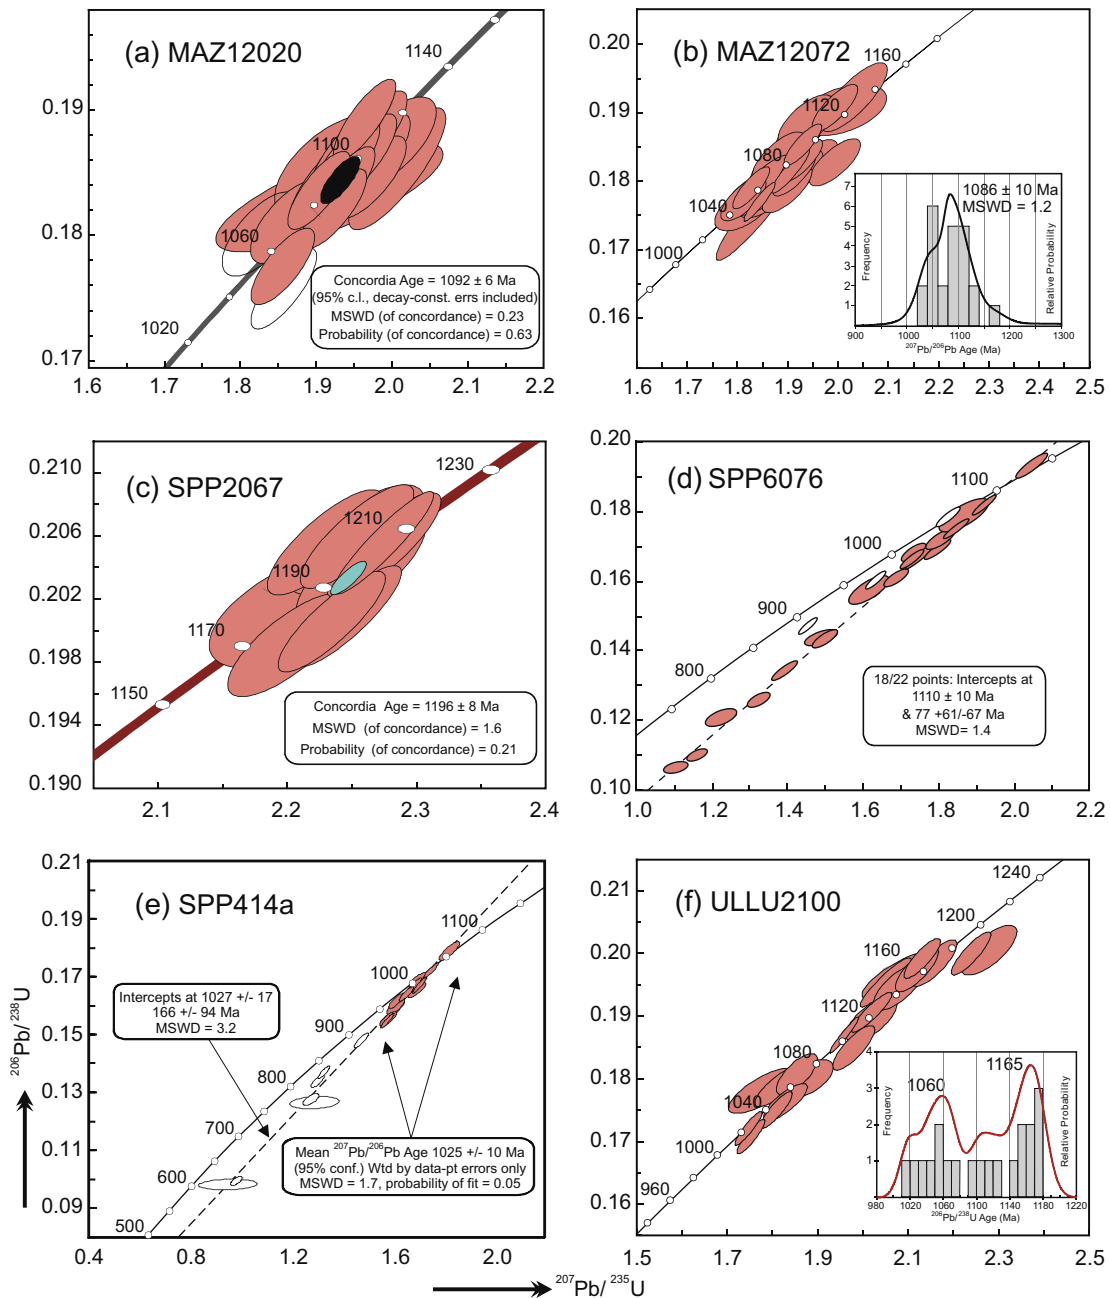 (a) MAZ12020
1140
1100
1060
1020
0.19
0.18
0.17
Concordia Age = 1092 ± 6 Ma
(95% c.l., decay-const. errs included)
MSWD (of concordance) = 0.23
Probability (of concordance) = 0.63
1.6 1.7 1.8 1.9 2.0 2.1 2.2
(b) MAZ12072
1160
1120
1080
1040
1000
0.20
0.19
0.18
0.17
0.16
1086 ± 10 Ma
MSWD = 1.2
Frequency
Relative Probability
7
6
5
4
3
2
1
900 1000 1100 1200 1300
207Pb/206Pb Age (Ma)
1.6 1.7 1.8 1.9 2.0 2.1 2.2 2.3 2.4 2.5
(c) SPP2067
1230
1210
1190
1170
1150
0.210
0.206
0.202
0.198
0.194
0.190
Concordia Age = 1196 ± 8 Ma
MSWD (of concordance) = 1.6
Probability (of concordance) = 0.21
2.1 2.2 2.3 2.4
(d) SPP6076
1100
1000
900
800
0.20
0.18
0.16
0.14
0.12
0.10
18/22 points: Intercepts at
1110 ± 10 Ma
& 77 +61/-67 Ma
MSWD= 1.4
1.0 1.2 1.4 1.6 1.8 2.0 2.2
(e) SPP414a
1100
1000
900
800
700
600
500
0.21
0.19
0.17
0.15
0.13
0.11
0.09
Intercepts at 1027 +/- 17
166 +/- 94 Ma
MSWD = 3.2
Mean 207Pb/206Pb Age 1025 +/- 10 Ma
(95% conf.) Wtd by data-pt errors only
MSWD = 1.7, probability of fit = 0.05
0.4 0.8 1.2 1.6 2.0
(f) ULLU2100
1240
1200
1160
1120
1080
1040
1000
960
0.21
0.20
0.19
0.18
0.17
0.16
1060
1165
Frequency
Relative Probability
4
3
2
1
980 1020 1060 1100 1140 1180 1220
206Pb/238U Age (Ma)
1.5 1.7 1.9 2.1 2.3 2.5
206Pb/238U
207Pb/ 235U